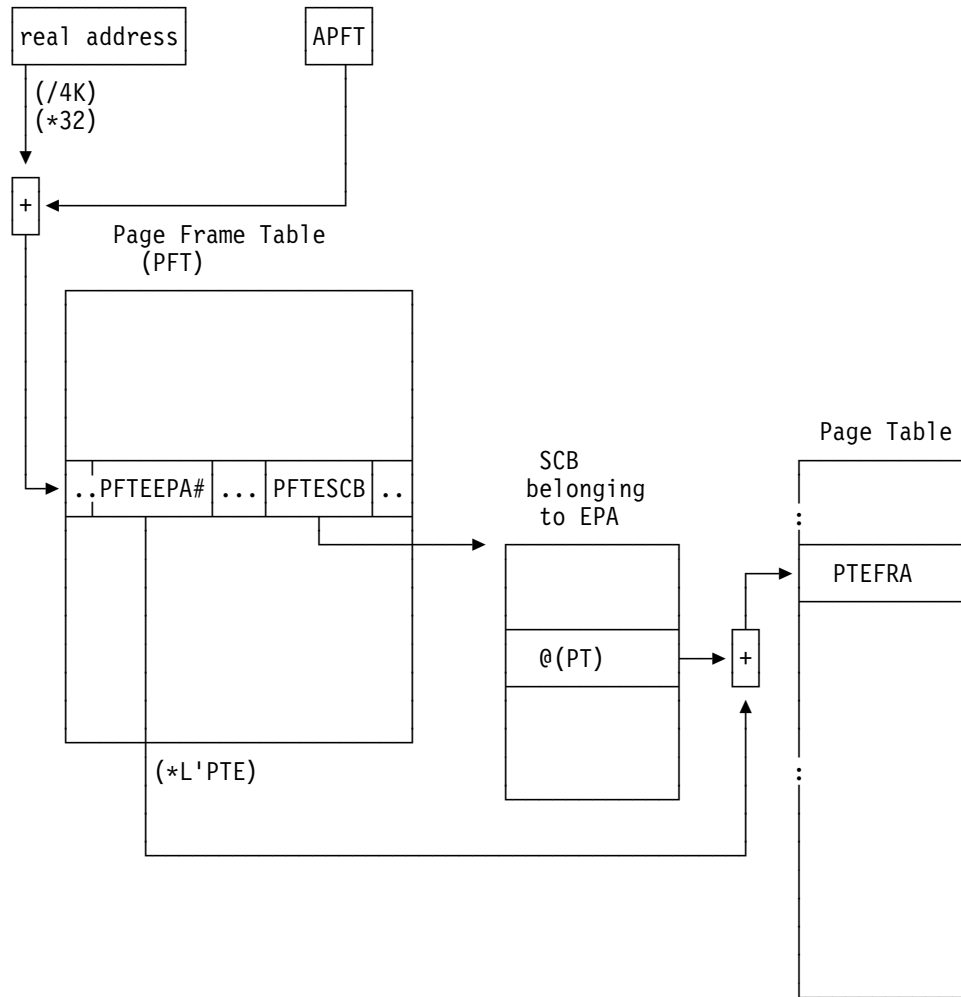 real address
APFT
(/4K)
(*32)
+
Page Frame Table
(PFT)
Page Table
SCB
belonging
to EPA
.. PFTEEPA# ... PFTESCB ..
:
PTEFRA
@(PT)
+
(*L'PTE)
: